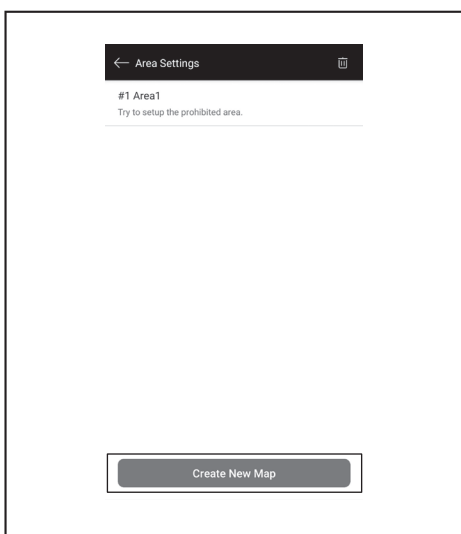 Area Settings
#1 Area1
Try to setup the prohibited area.
Create New Map